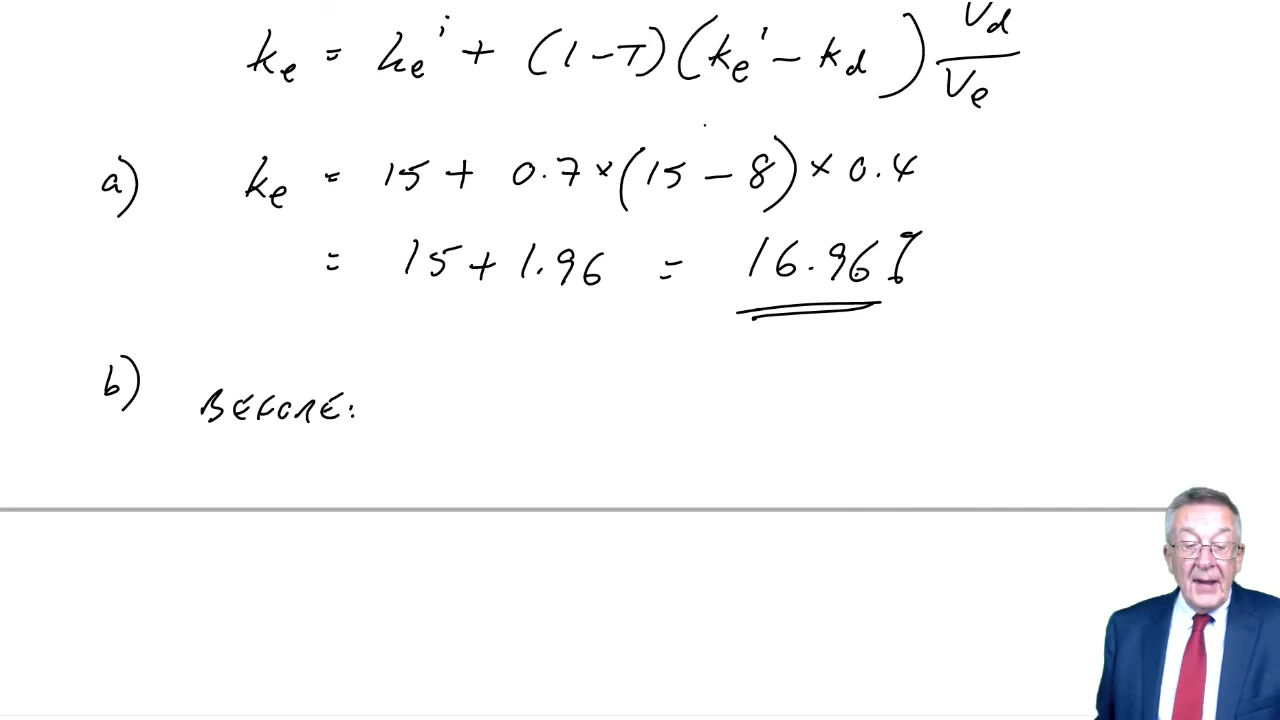 ke = ke^i + (1-T)(ke^i - kd) Vd/Ve
a) ke = 15 + 0.7×(15-8)×0.4
= 15 + 1.96 = 16.96%
b) BEFORE: